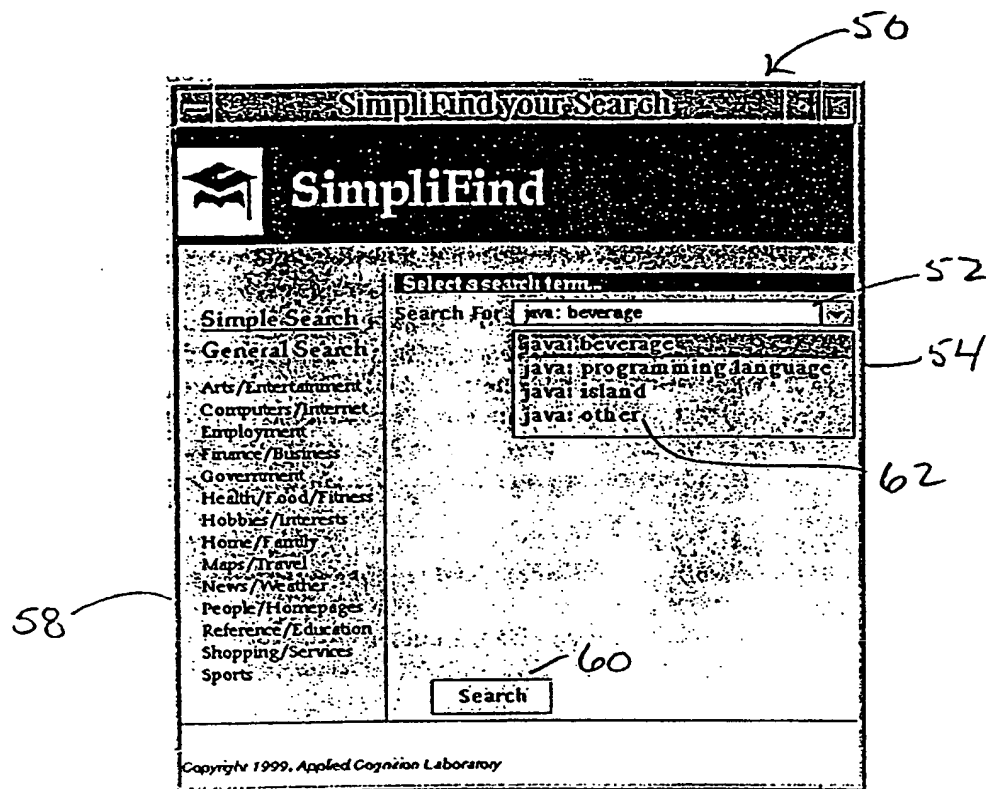 50
SimpliFind your Search
SimpliFind
Select a search term...
52
Search For java: beverage
Simple Search
java: beverage
54
General Search
java: programming language
java: island
java: other
62
Arts/Entertainment
Computers/Internet
Employment
Finance/Business
Government
Health/Food/Fitness
Hobbies/Interests
Home/Family
Maps/Travel
News/Weather
58
People/Homepages
Reference/Education
Shopping/Services
Sports
60
Search
Copyright 1999, Applied Cognition Laboratory